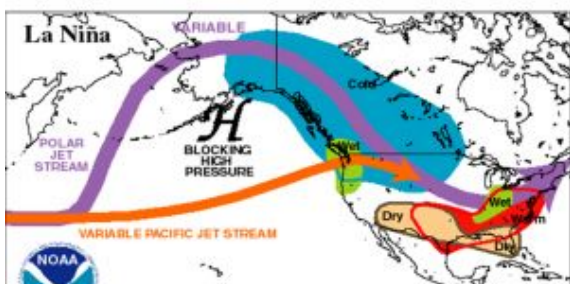 La Niña
VARIABLE
Cold
POLAR
JET
STREAM
H
BLOCKING
HIGH
PRESSURE
Wet
VARIABLE PACIFIC JET STREAM
Wet
Dry
Warm
Dry
NOAA